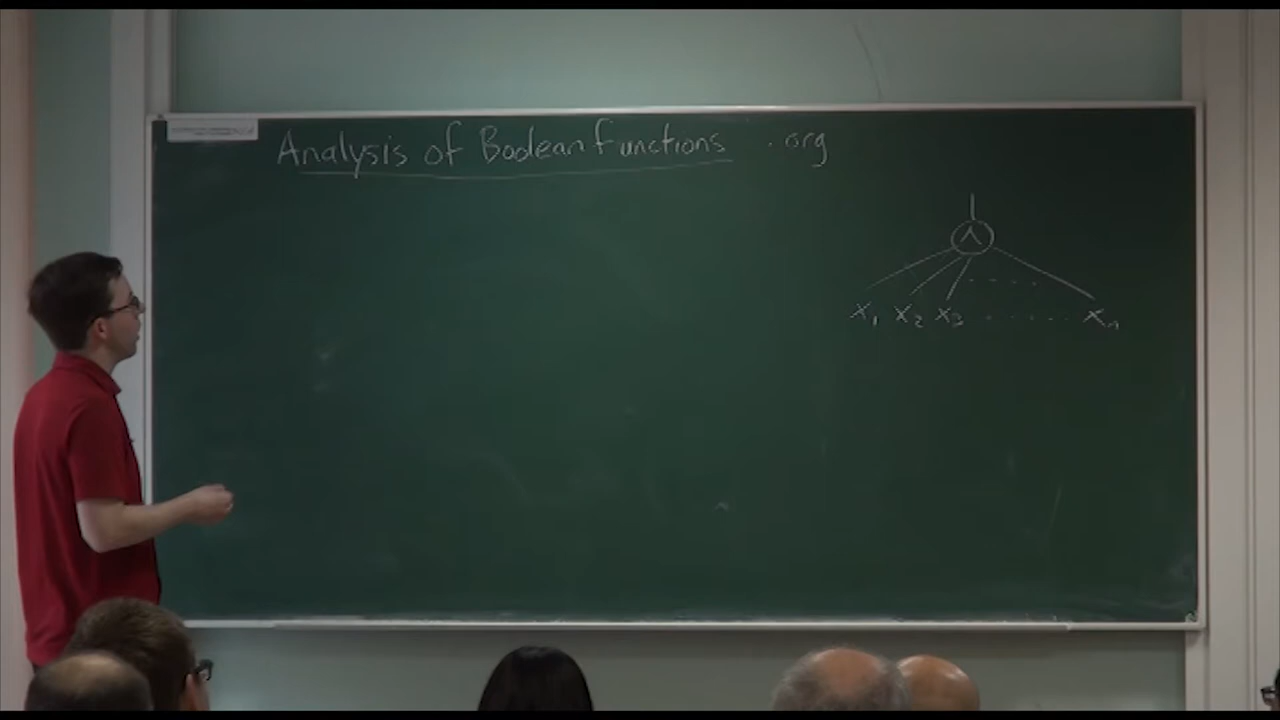 Analysis of Boolean Functions .org
∧
x₁ x₂ x₃ . . . . . . xₙ